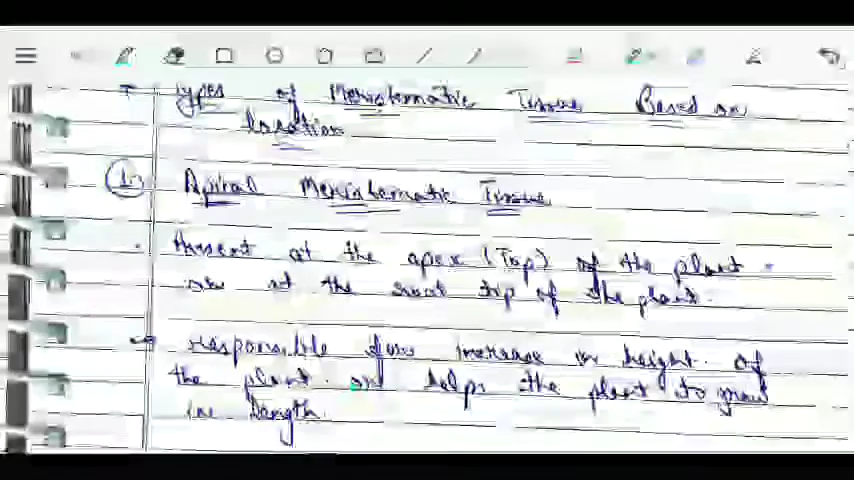 Types of Meristematic Tissue Based on
location
1. Apical Meristematic Tissue
Present at the apex (Top) of the plant
or at the root tip of the plant.
→ responsible for increase in height of
the plant. and helps the plant to grow
in length.